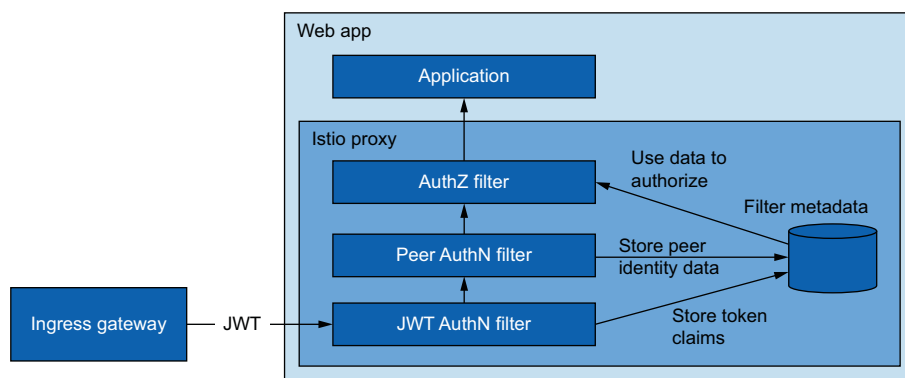 Web app
Application
Istio proxy
AuthZ filter
Use data to
authorize
Filter metadata
Peer AuthN filter
Store peer
identity data
Ingress gateway
JWT
JWT AuthN filter
Store token
claims